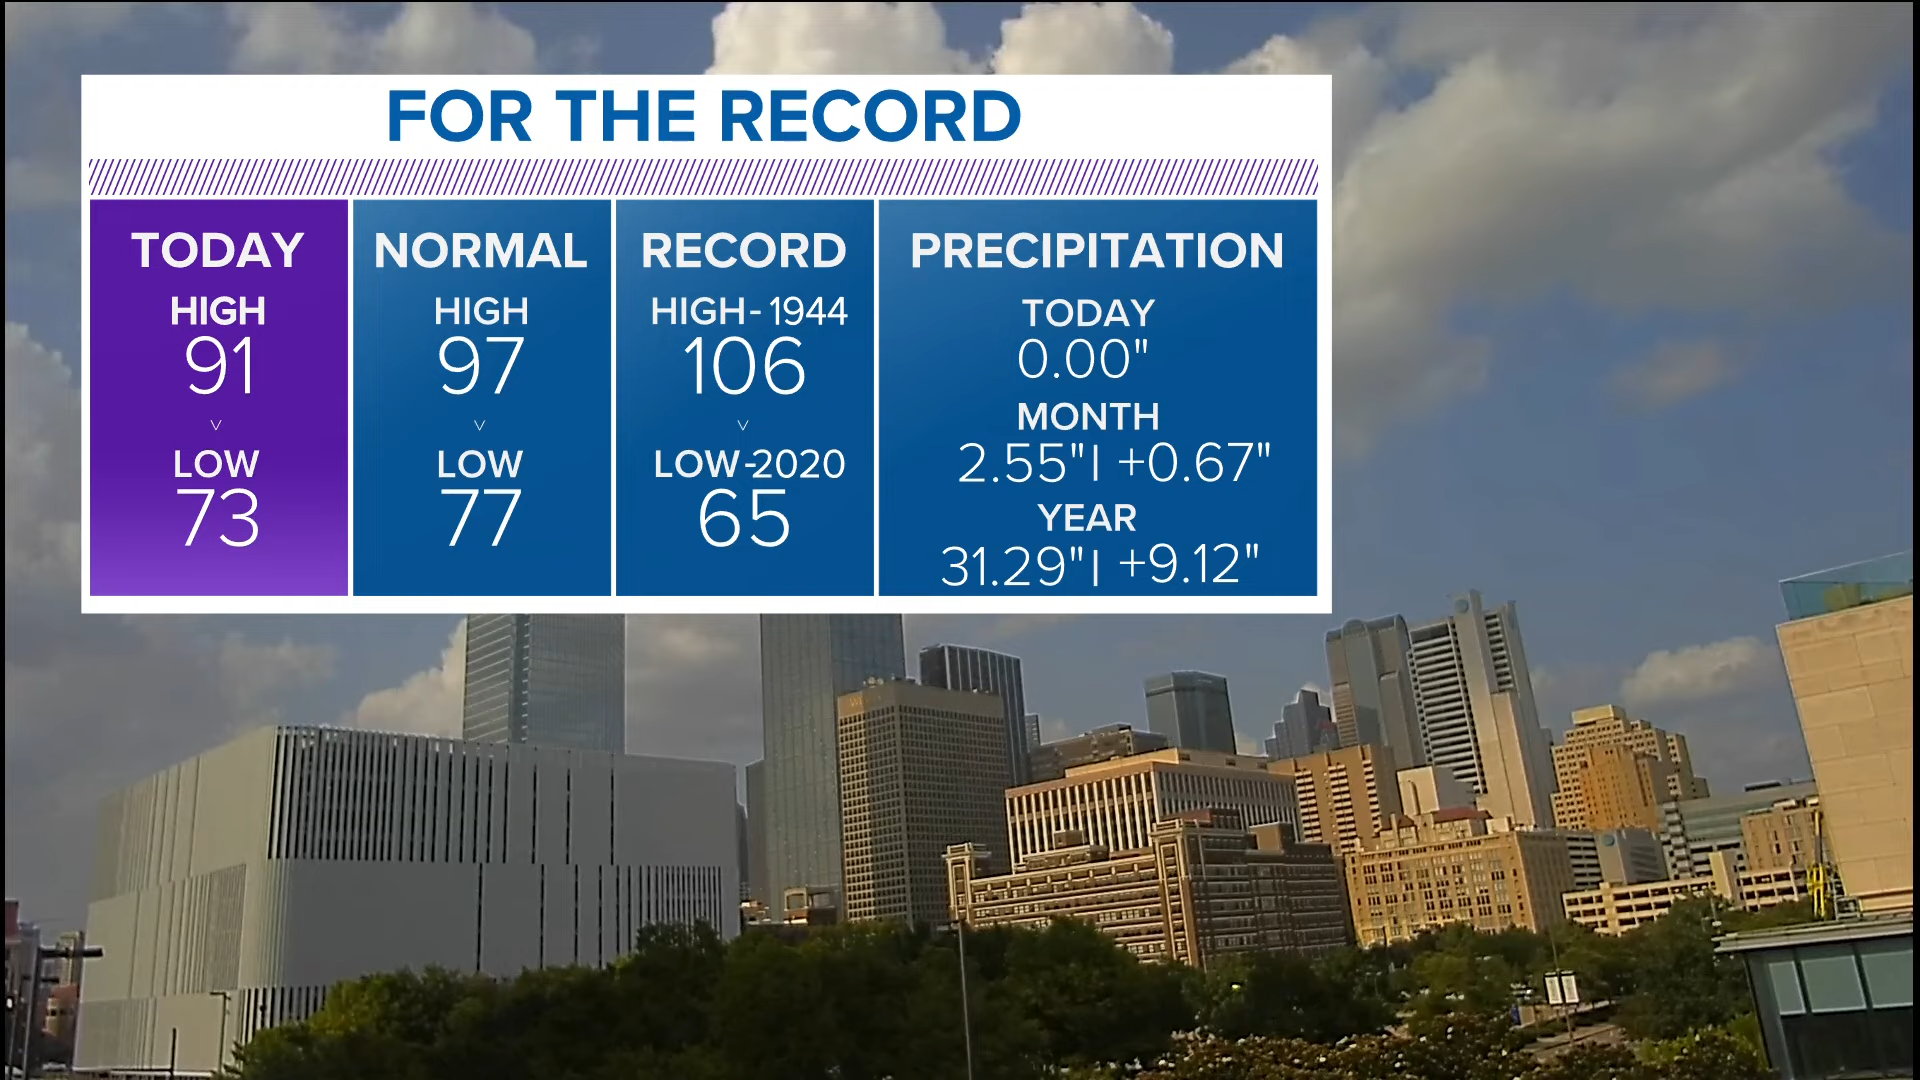 FOR THE RECORD
TODAY
HIGH
91
LOW
73
NORMAL
HIGH
97
LOW
77
RECORD
HIGH - 1944
106
LOW -2020
65
PRECIPITATION
TODAY
0.00"
MONTH
2.55"| +0.67"
YEAR
31.29"| +9.12"